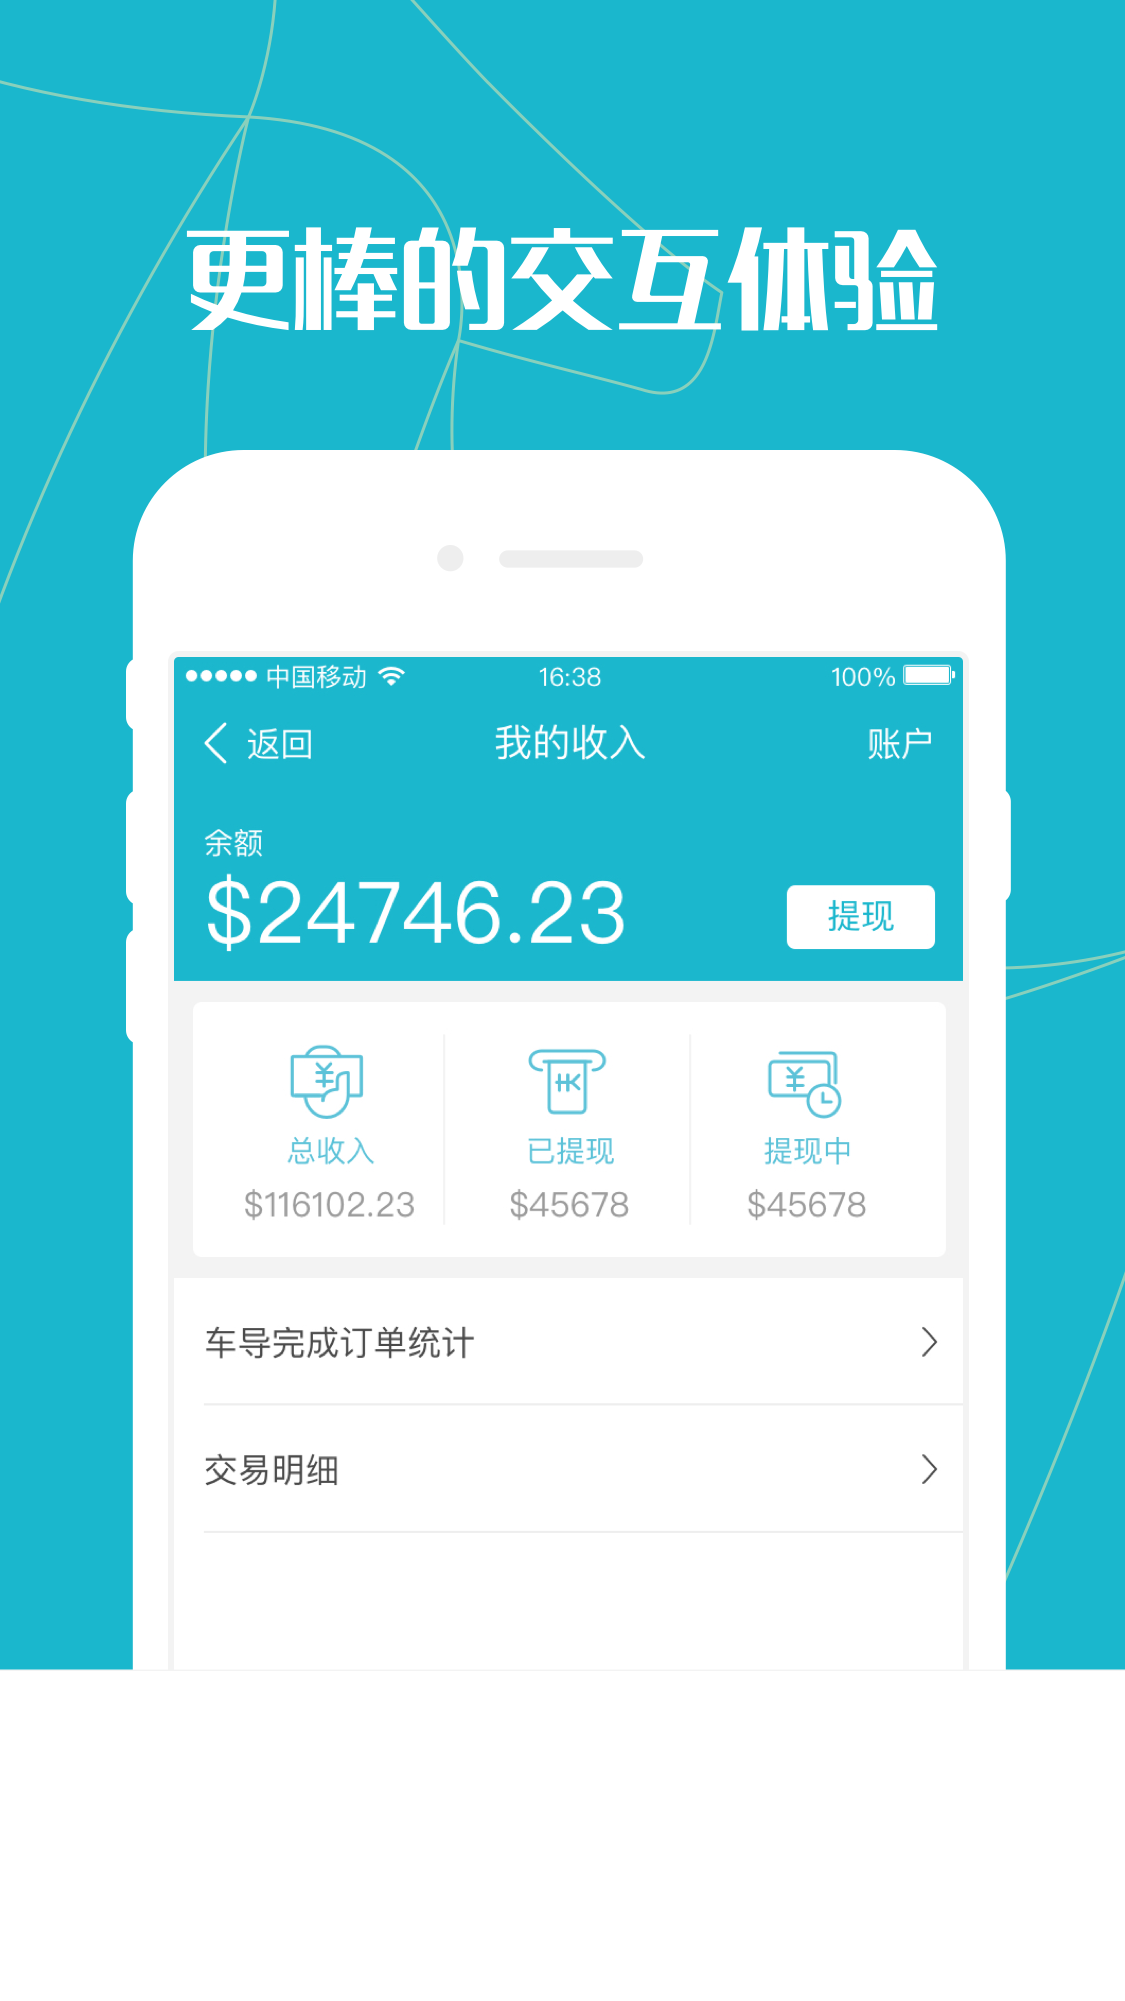 更棒的交互体验
中国移动 16:38 100%
返回 我的收入 账户
余额
$24746.23 提现
总收入 已提现 提现中
$116102.23 $45678 $45678
车导完成订单统计
交易明细